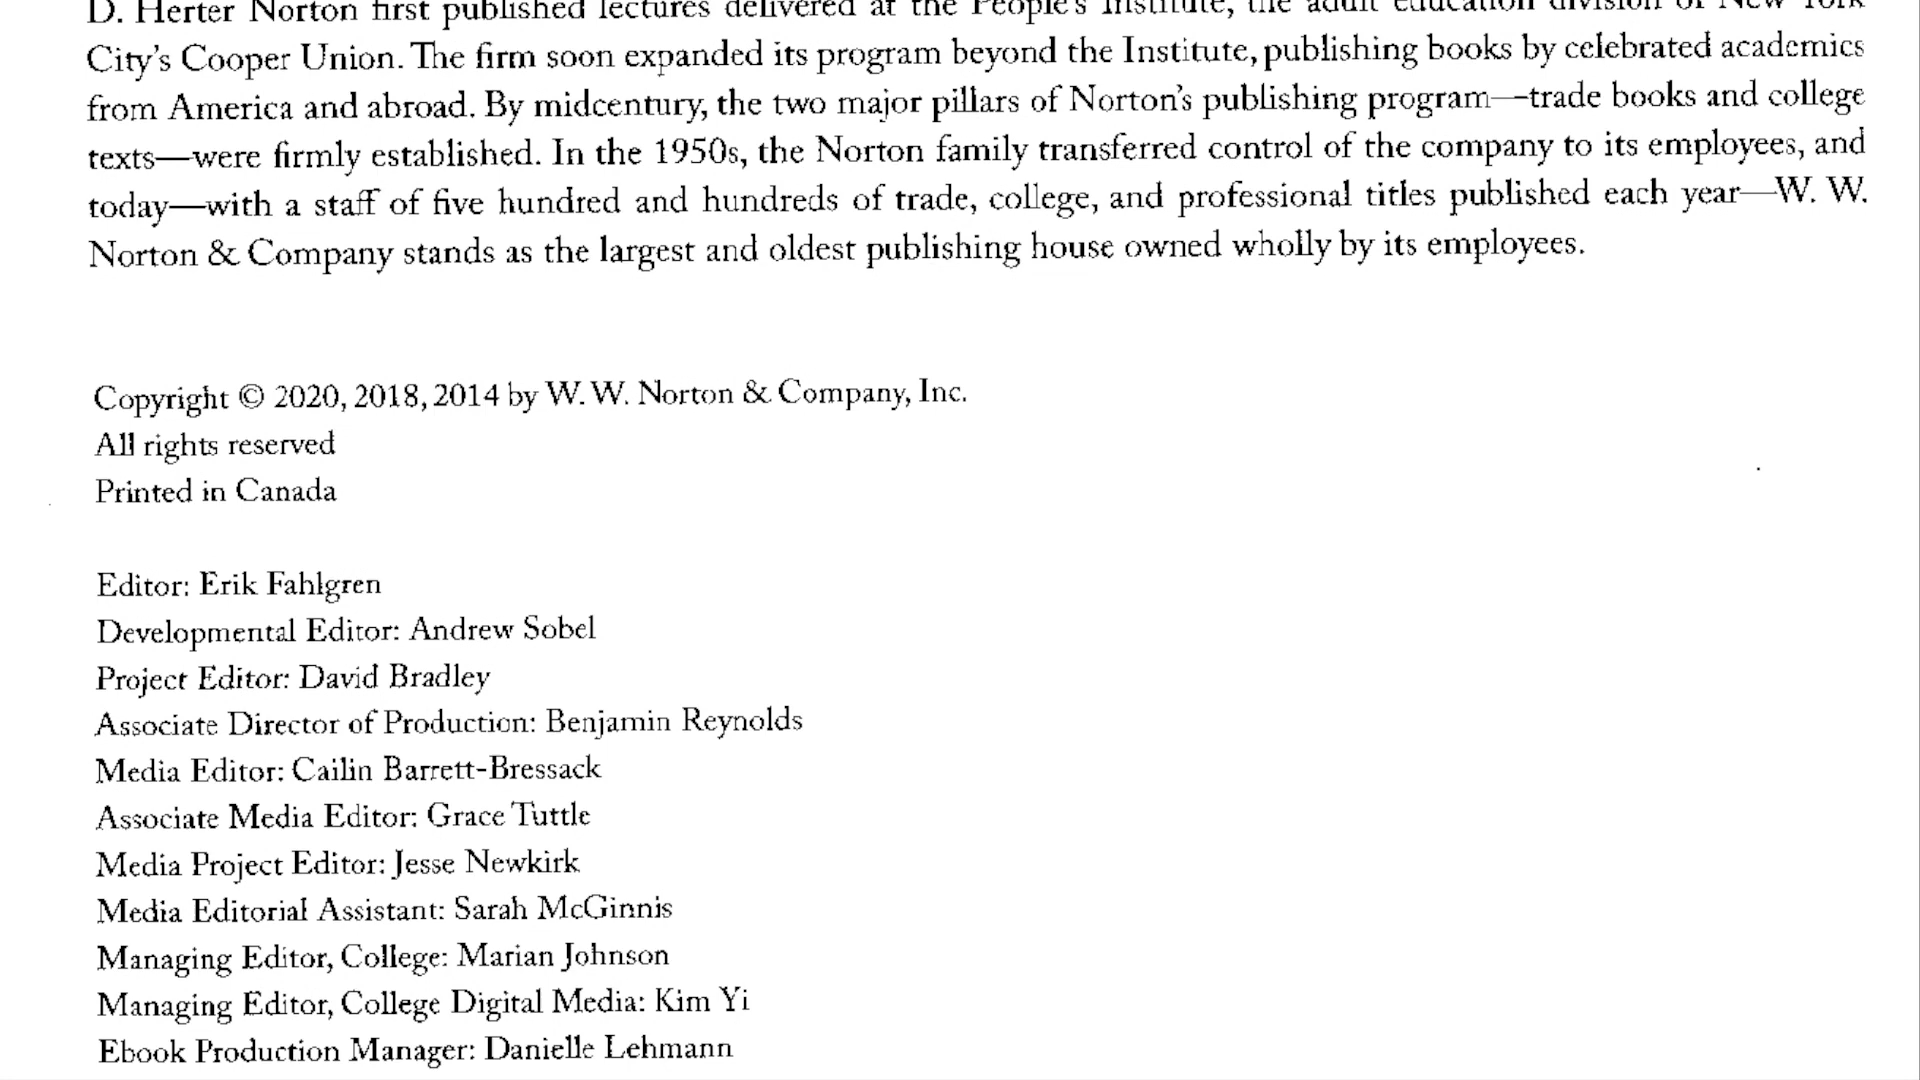 D. Herter Norton first published lectures delivered at the People's Institute, the adult education division of New York
City's Cooper Union. The firm soon expanded its program beyond the Institute, publishing books by celebrated academics
from America and abroad. By midcentury, the two major pillars of Norton's publishing program—trade books and college
texts—were firmly established. In the 1950s, the Norton family transferred control of the company to its employees, and
today—with a staff of five hundred and hundreds of trade, college, and professional titles published each year—W. W.
Norton & Company stands as the largest and oldest publishing house owned wholly by its employees.
Copyright © 2020, 2018, 2014 by W. W. Norton & Company, Inc.
All rights reserved
Printed in Canada
Editor: Erik Fahlgren
Developmental Editor: Andrew Sobel
Project Editor: David Bradley
Associate Director of Production: Benjamin Reynolds
Media Editor: Cailin Barrett-Bressack
Associate Media Editor: Grace Tuttle
Media Project Editor: Jesse Newkirk
Media Editorial Assistant: Sarah McGinnis
Managing Editor, College: Marian Johnson
Managing Editor, College Digital Media: Kim Yi
Ebook Production Manager: Danielle Lehmann